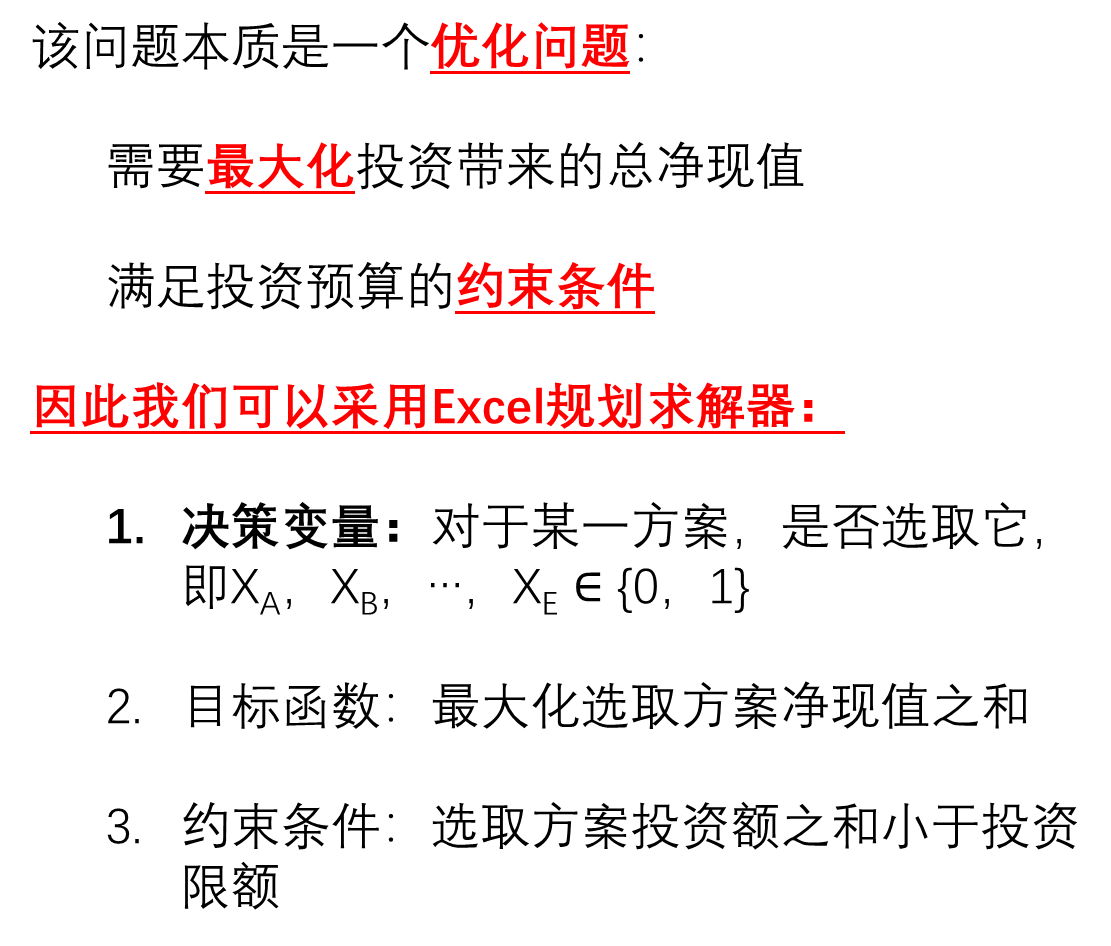 该问题本质是一个优化问题：
需要最大化投资带来的总净现值
满足投资预算的约束条件
因此我们可以采用Excel规划求解器：
1. 决策变量：对于某一方案，是否选取它，
即XA，XB，…，XE ∈ {0，1}
2. 目标函数：最大化选取方案净现值之和
3. 约束条件：选取方案投资额之和小于投资
限额